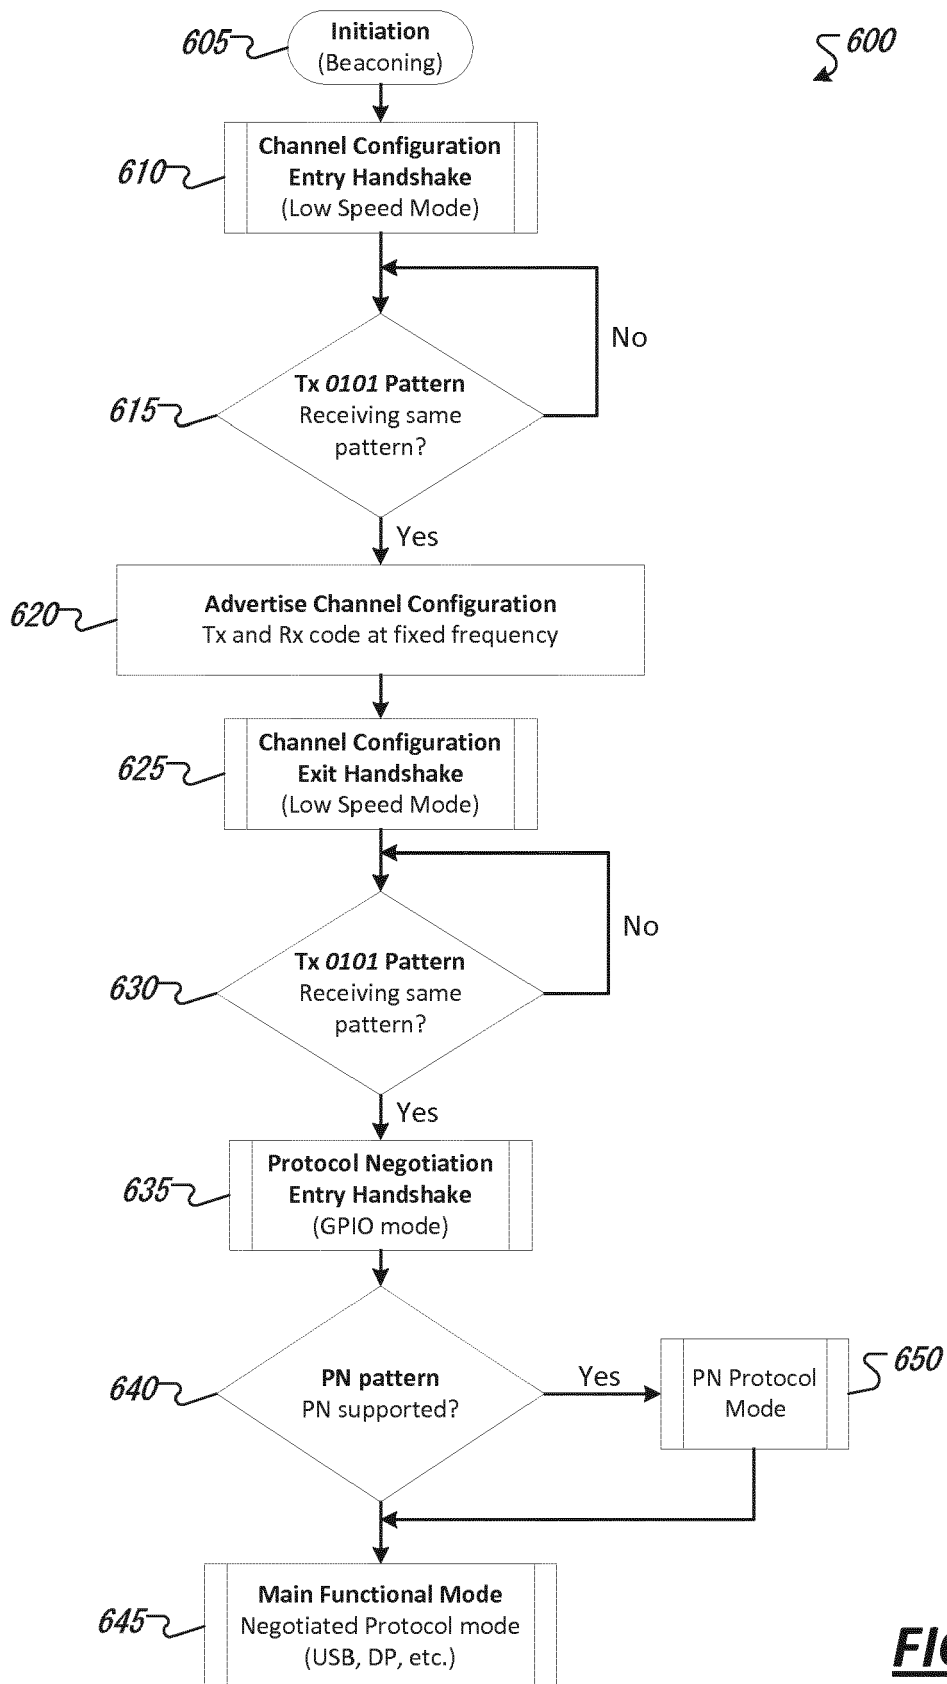 Initiation
(Beaconing)
605
600
Channel Configuration
Entry Handshake
(Low Speed Mode)
610
No
Tx 0101 Pattern
Receiving same
pattern?
615
Yes
Advertise Channel Configuration
Tx and Rx code at fixed frequency
620
Channel Configuration
Exit Handshake
(Low Speed Mode)
625
No
Tx 0101 Pattern
Receiving same
pattern?
630
Yes
Protocol Negotiation
Entry Handshake
(GPIO mode)
635
PN pattern
PN supported?
640
Yes
PN Protocol
Mode
650
Main Functional Mode
Negotiated Protocol mode
(USB, DP, etc.)
645